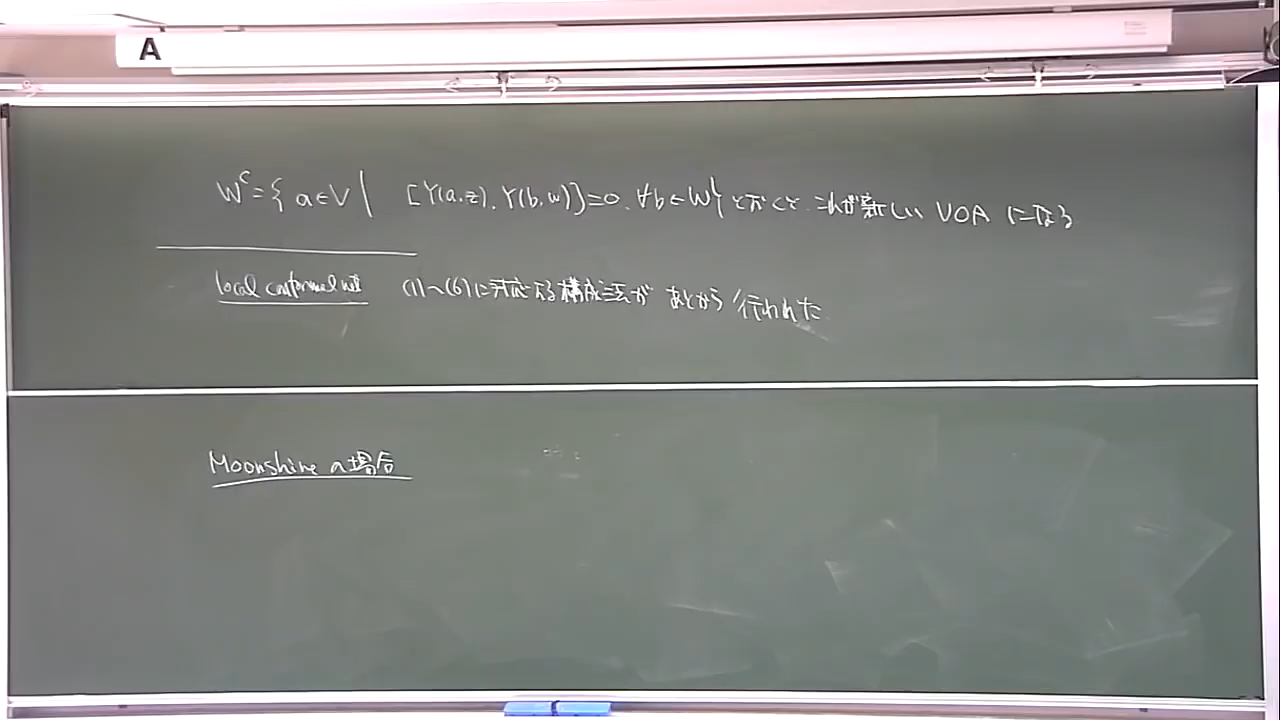 A
W^c = { a ∈ V | [Y(a,z), Y(b,w)] = 0, ∀b ∈ W } とおくと、これが新しい VOA になる
local conformal net (1)〜(6)に対応する構成法が あとから 行われた
Moonshine の場合